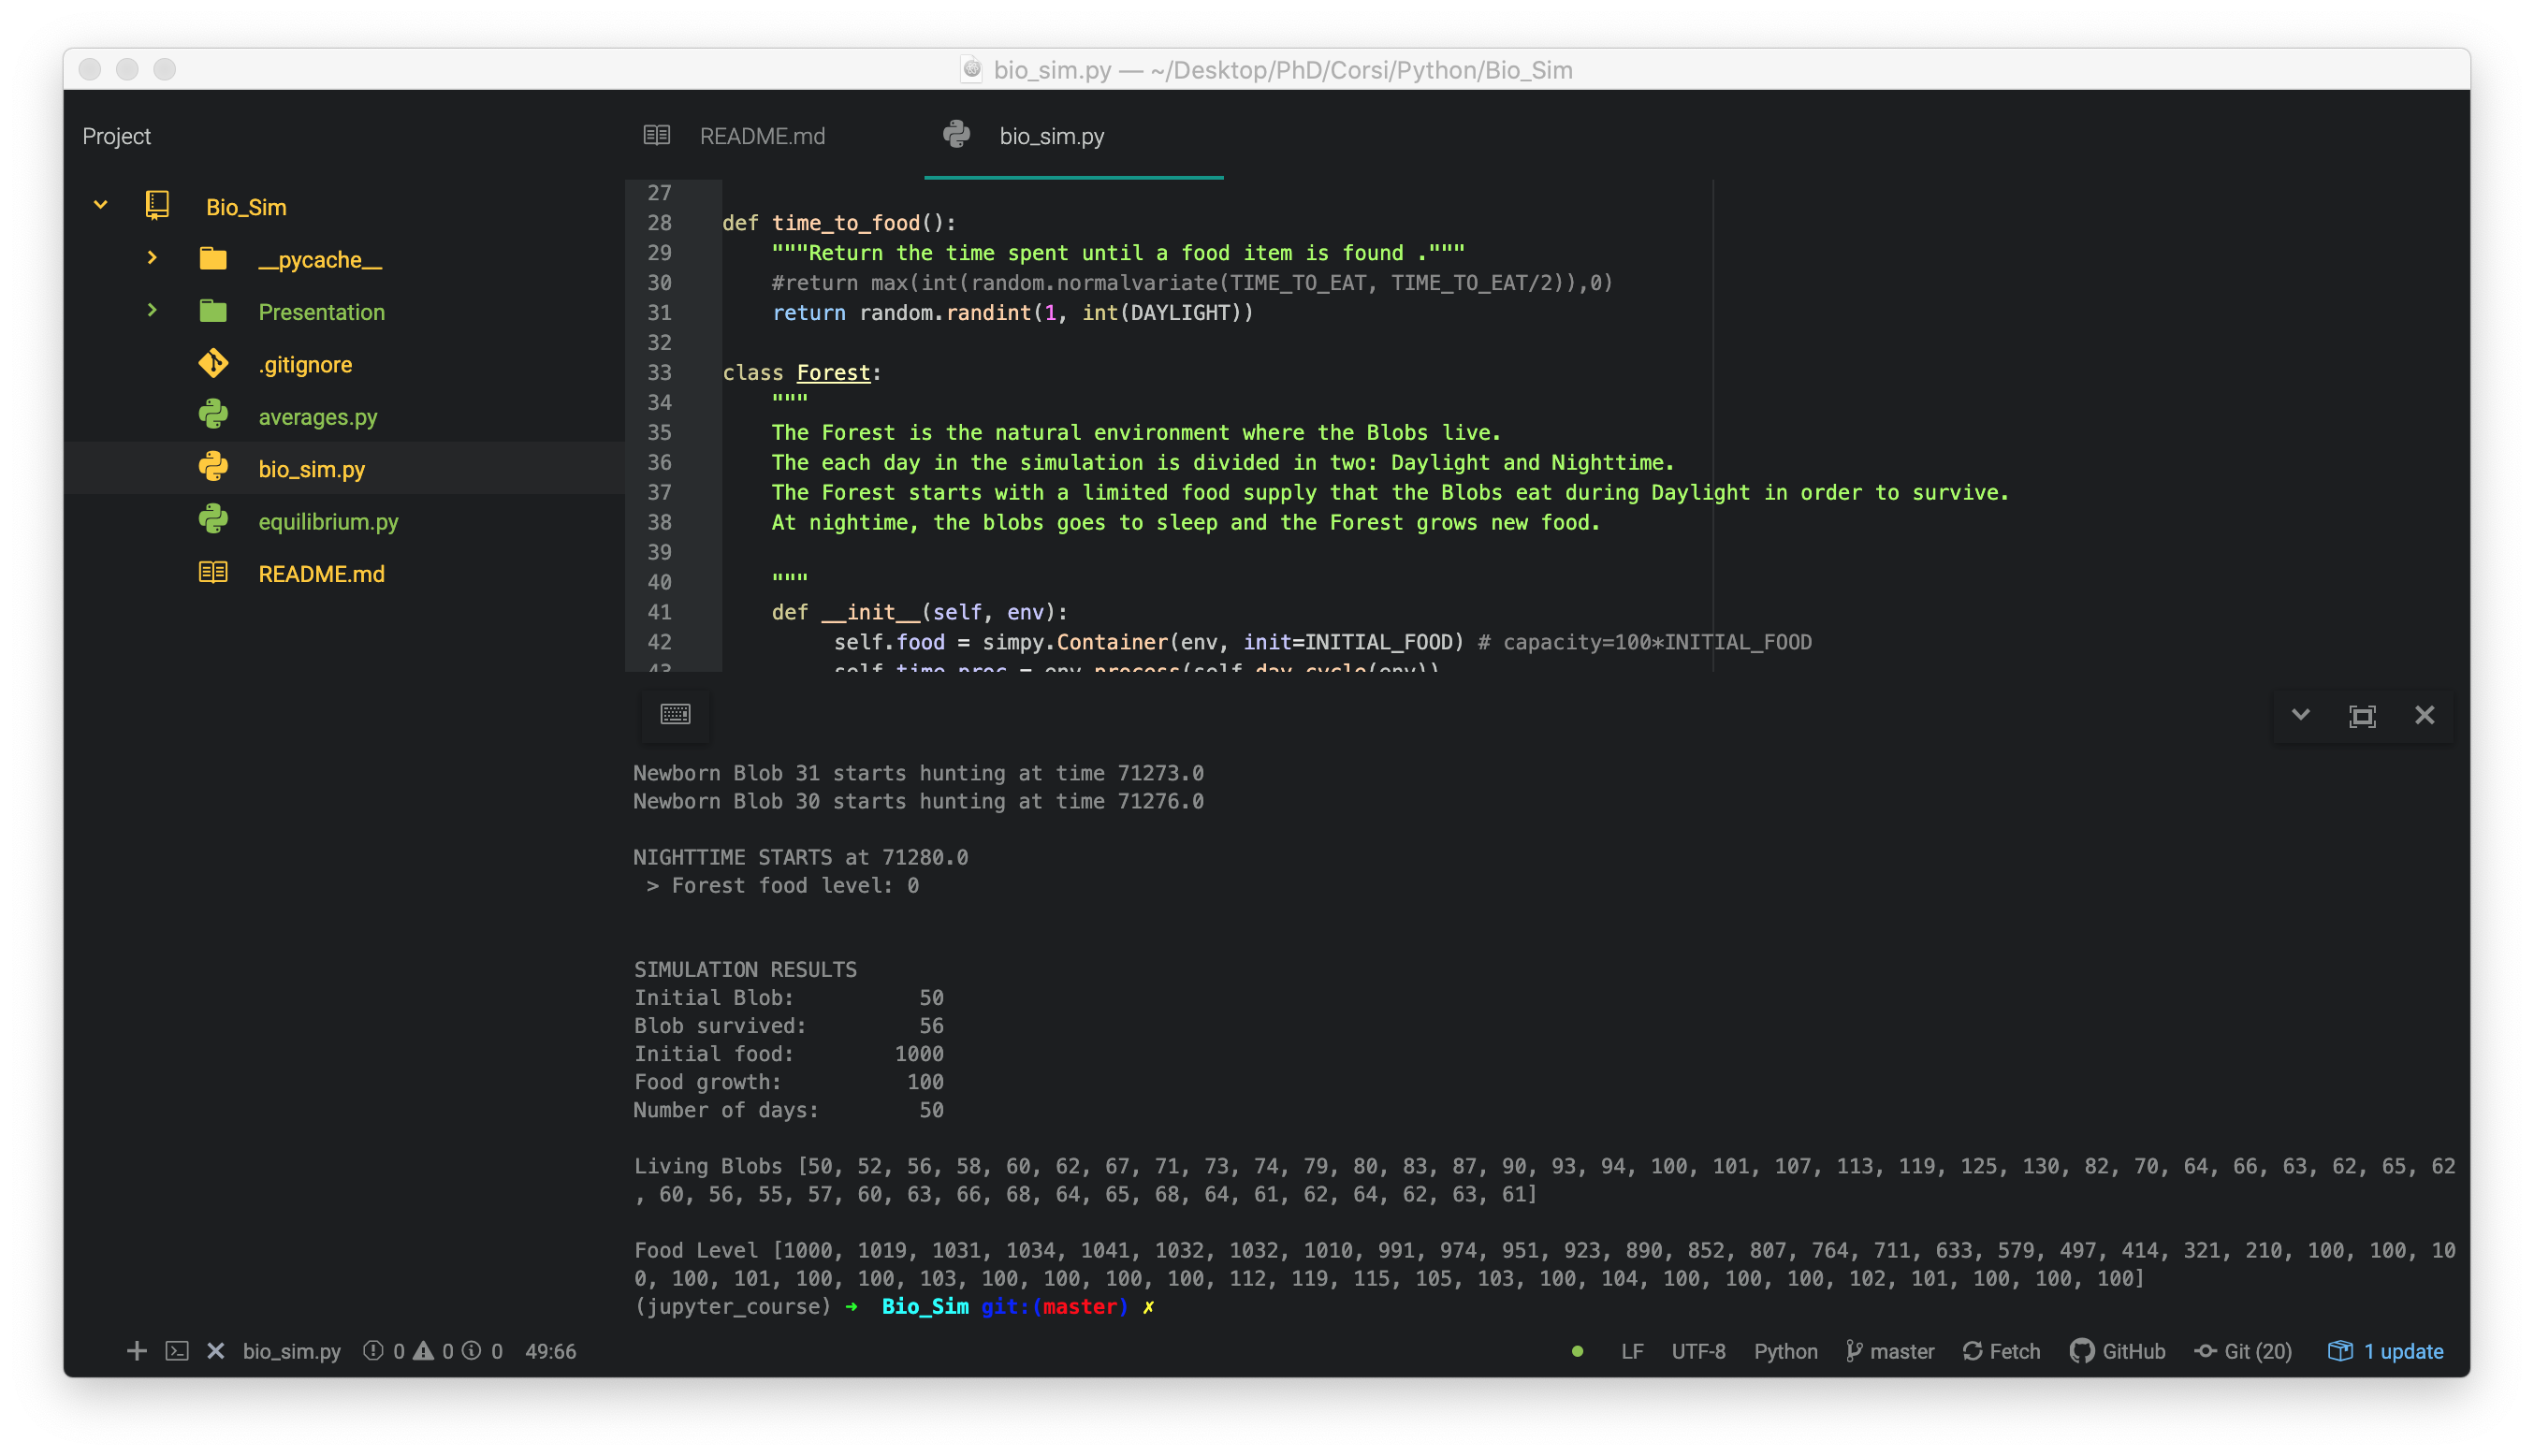 bio_sim.py — ~/Desktop/PhD/Corsi/Python/Bio_Sim
Project
Bio_Sim
__pycache__
Presentation
.gitignore
averages.py
bio_sim.py
equilibrium.py
README.md
README.md
bio_sim.py
27
28 def time_to_food():
29 """Return the time spent until a food item is found ."""
30 #return max(int(random.normalvariate(TIME_TO_EAT, TIME_TO_EAT/2)),0)
31 return random.randint(1, int(DAYLIGHT))
32
33 class Forest:
34 """
35 The Forest is the natural environment where the Blobs live.
36 The each day in the simulation is divided in two: Daylight and Nighttime.
37 The Forest starts with a limited food supply that the Blobs eat during Daylight in order to survive.
38 At nightime, the blobs goes to sleep and the Forest grows new food.
39
40 """
41 def __init__(self, env):
42 self.food = simpy.Container(env, init=INITIAL_FOOD) # capacity=100*INITIAL_FOOD
43 self.time_proc = env.process(self.day_cycle(env))
Newborn Blob 31 starts hunting at time 71273.0
Newborn Blob 30 starts hunting at time 71276.0
NIGHTTIME STARTS at 71280.0
> Forest food level: 0
SIMULATION RESULTS
Initial Blob: 50
Blob survived: 56
Initial food: 1000
Food growth: 100
Number of days: 50
Living Blobs [50, 52, 56, 58, 60, 62, 67, 71, 73, 74, 79, 80, 83, 87, 90, 93, 94, 100, 101, 107, 113, 119, 125, 130, 82, 70, 64, 66, 63, 62, 65, 62
, 60, 56, 55, 57, 60, 63, 66, 68, 64, 65, 68, 64, 61, 62, 64, 62, 63, 61]
Food Level [1000, 1019, 1031, 1034, 1041, 1032, 1032, 1010, 991, 974, 951, 923, 890, 852, 807, 764, 711, 633, 579, 497, 414, 321, 210, 100, 100, 10
0, 100, 101, 100, 100, 103, 100, 100, 100, 100, 112, 119, 115, 105, 103, 100, 104, 100, 100, 100, 102, 101, 100, 100, 100]
(jupyter_course) ➜ Bio_Sim git:(master) ✗
bio_sim.py 0 0 0 49:66
LF UTF-8 Python master Fetch GitHub Git (20) 1 update